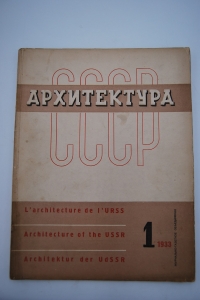 СССР
АРХИТЕКТУРА
L'architecture de l'URSS
Architecture of the USSR
Architektur der UdSSR
1